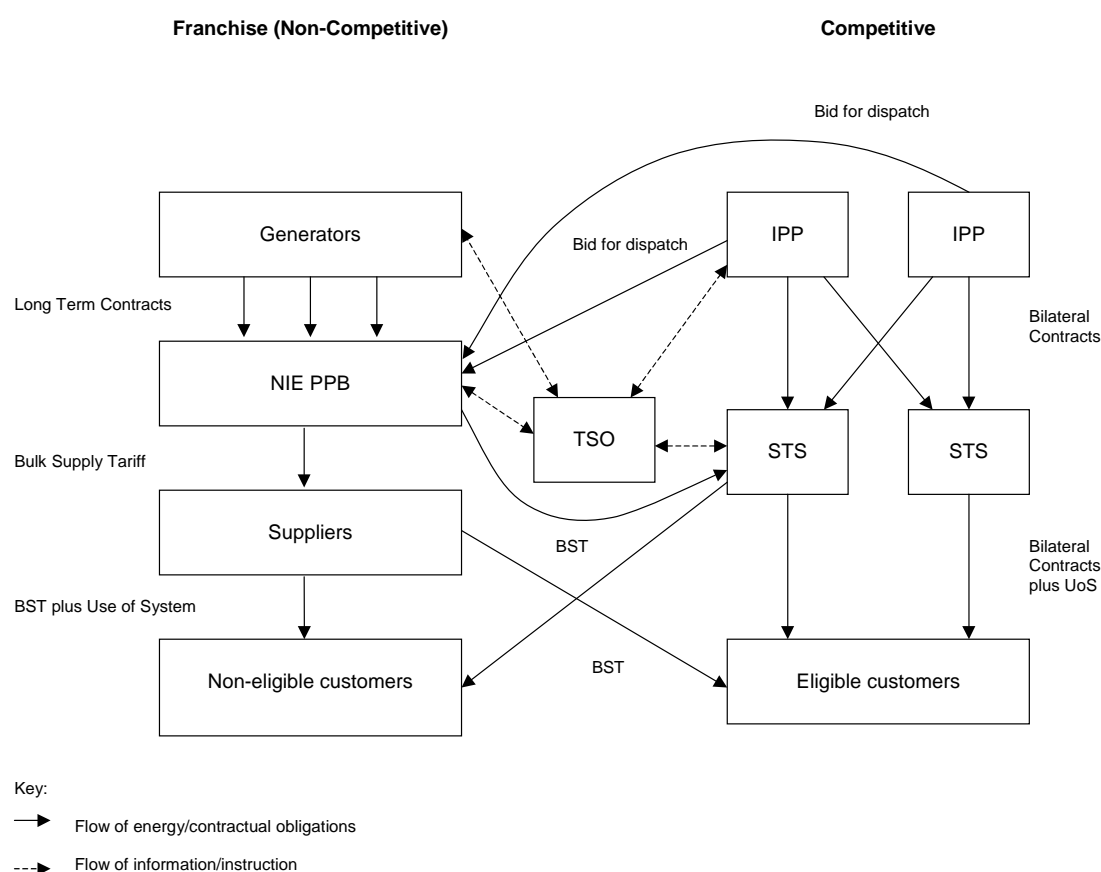 Franchise (Non-Competitive)
Competitive
Bid for dispatch
Generators
IPP
IPP
Bid for dispatch
Long Term Contracts
Bilateral
Contracts
NIE PPB
TSO
STS
STS
Bulk Supply Tariff
Suppliers
BST
Bilateral
Contracts
plus UoS
BST plus Use of System
BST
Non-eligible customers
Eligible customers
Key:
Flow of energy/contractual obligations
Flow of information/instruction